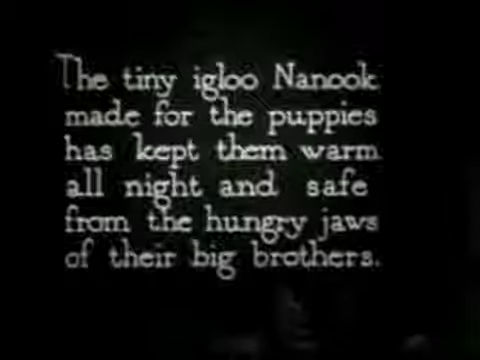 The tiny igloo Nanook
made for the puppies
has kept them warm
all night and safe
from the hungry jaws
of their big brothers.